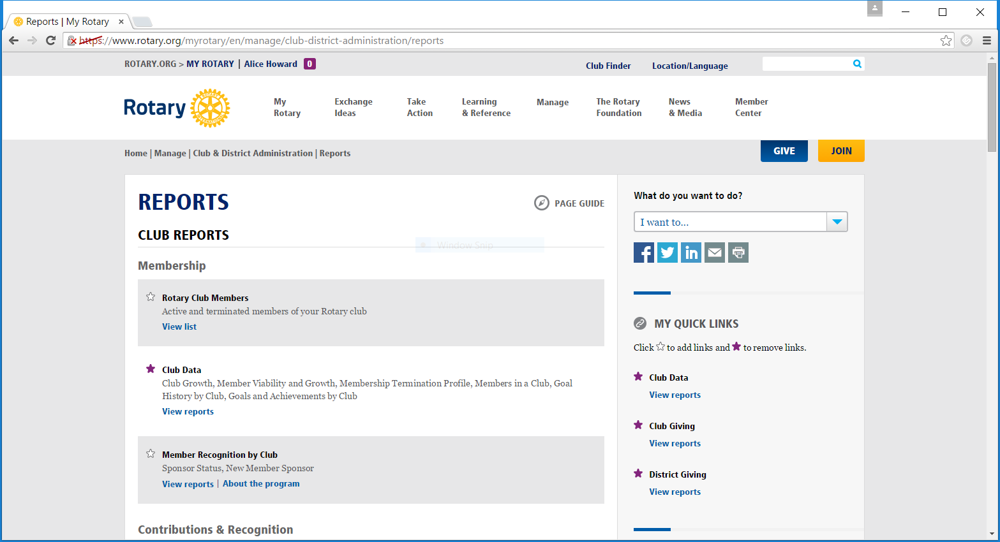 Reports | My Rotary
https://www.rotary.org/myrotary/en/manage/club-district-administration/reports
ROTARY.ORG > MY ROTARY | Alice Howard 0
Club Finder
Location/Language
Rotary
ROTARY
INTERNATIONAL
My
Rotary
Exchange
Ideas
Take
Action
Learning
& Reference
Manage
The Rotary
Foundation
News
& Media
Member
Center
Home | Manage | Club & District Administration | Reports
GIVE
JOIN
REPORTS
PAGE GUIDE
CLUB REPORTS
Window Snip
Membership
Rotary Club Members
Active and terminated members of your Rotary club
View list
Club Data
Club Growth, Member Viability and Growth, Membership Termination Profile, Members in a Club, Goal
History by Club, Goals and Achievements by Club
View reports
Member Recognition by Club
Sponsor Status, New Member Sponsor
View reports | About the program
Contributions & Recognition
What do you want to do?
I want to...
MY QUICK LINKS
Click ☆ to add links and ★ to remove links.
Club Data
View reports
Club Giving
View reports
District Giving
View reports